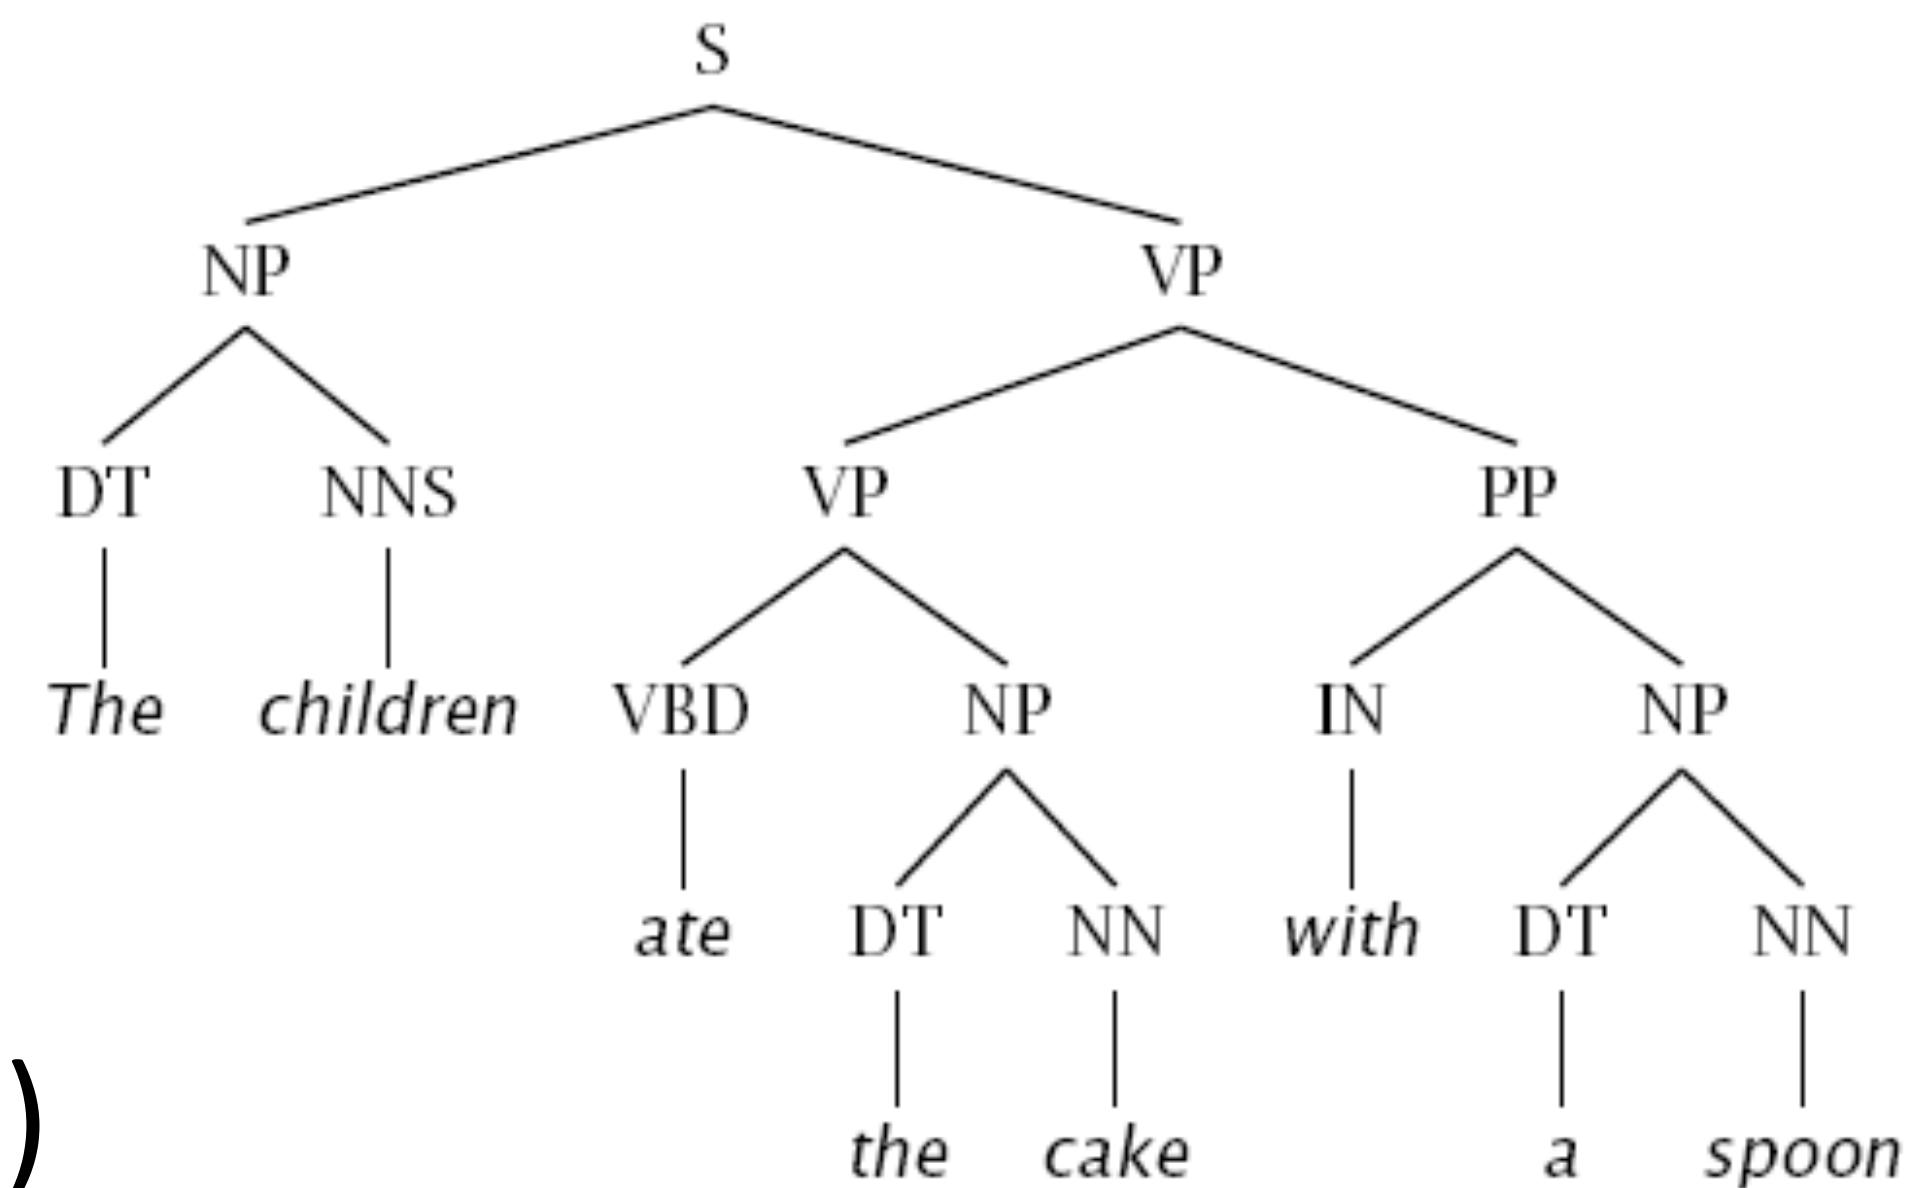 S
NP VP
DT NNS VP PP
The children VBD NP IN NP
ate DT NN with DT NN
)
the cake a spoon